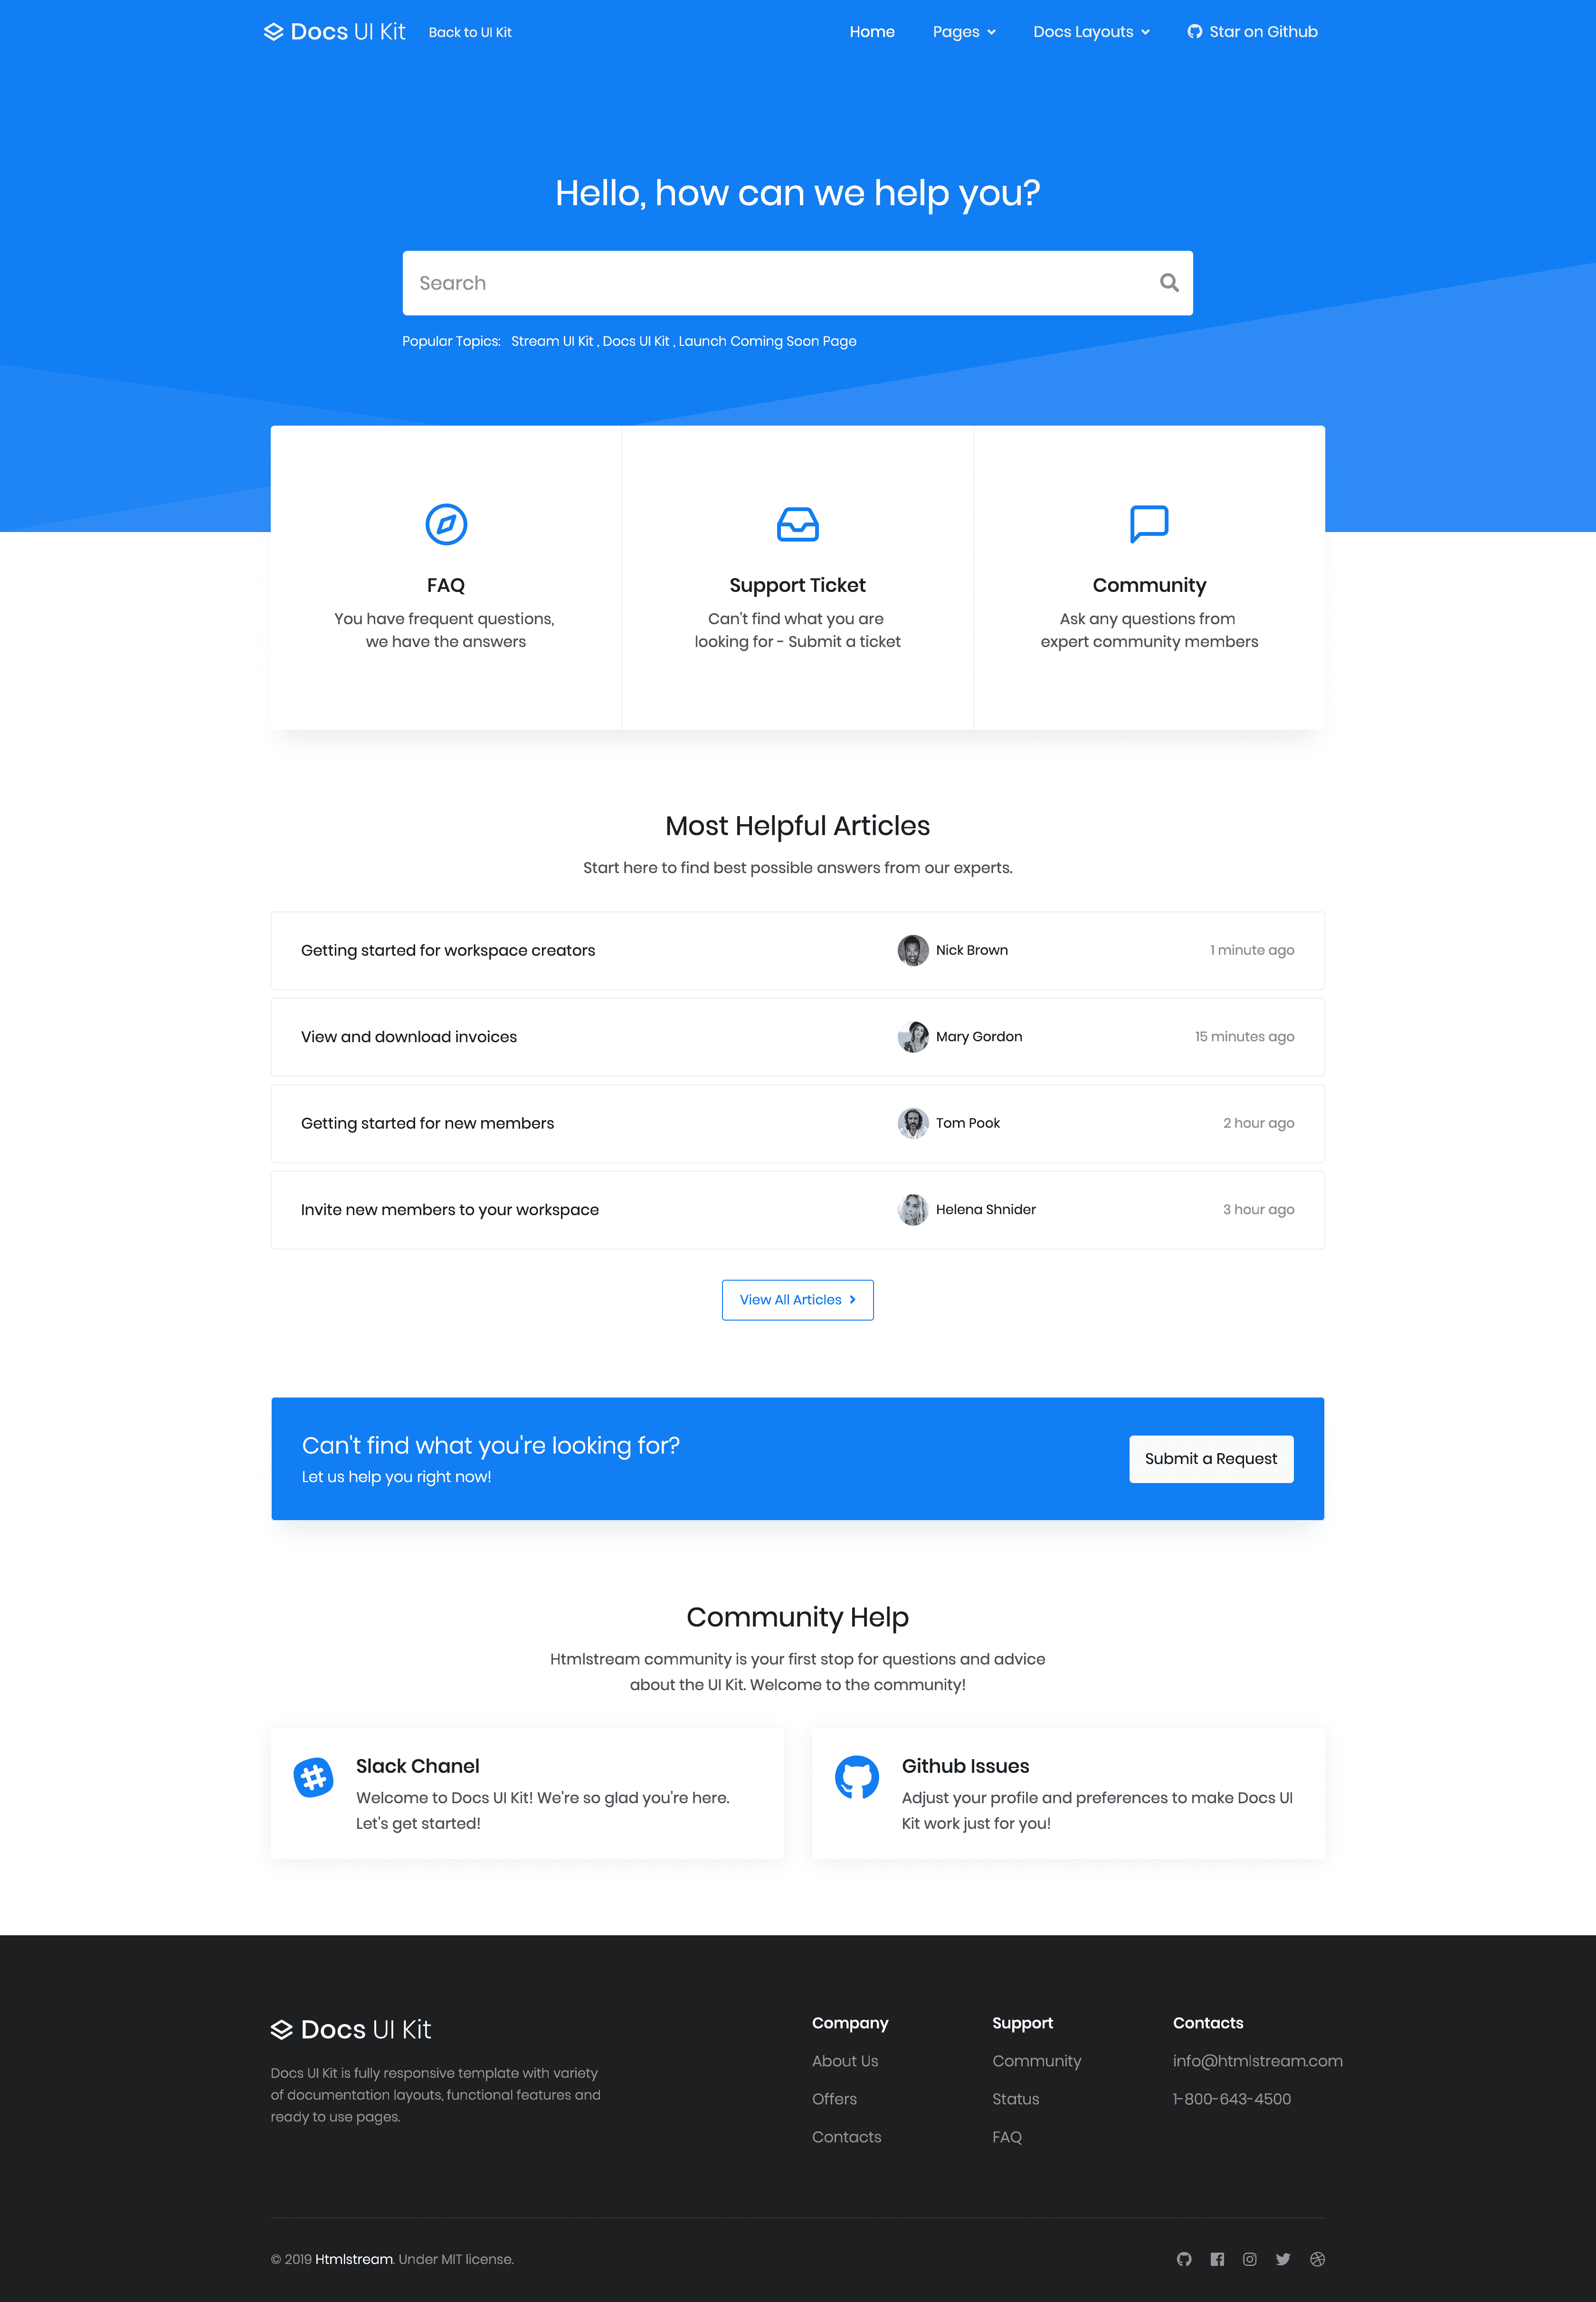 Docs UI Kit
Back to UI Kit
Home
Pages
Docs Layouts
Star on Github
Hello, how can we help you?
Search
Popular Topics: Stream UI Kit , Docs UI Kit , Launch Coming Soon Page
FAQ
You have frequent questions,
we have the answers
Support Ticket
Can't find what you are
looking for - Submit a ticket
Community
Ask any questions from
expert community members
Most Helpful Articles
Start here to find best possible answers from our experts.
Getting started for workspace creators
Nick Brown
1 minute ago
View and download invoices
Mary Gordon
15 minutes ago
Getting started for new members
Tom Pook
2 hour ago
Invite new members to your workspace
Helena Shnider
3 hour ago
View All Articles
Can't find what you're looking for?
Let us help you right now!
Submit a Request
Community Help
Htmlstream community is your first stop for questions and advice
about the UI Kit. Welcome to the community!
Slack Chanel
Welcome to Docs UI Kit! We're so glad you're here.
Let's get started!
Github Issues
Adjust your profile and preferences to make Docs UI
Kit work just for you!
Docs UI Kit
Docs UI Kit is fully responsive template with variety
of documentation layouts, functional features and
ready to use pages.
Company
About Us
Offers
Contacts
Support
Community
Status
FAQ
Contacts
info@htmlstream.com
1-800-643-4500
© 2019 Htmlstream. Under MIT license.